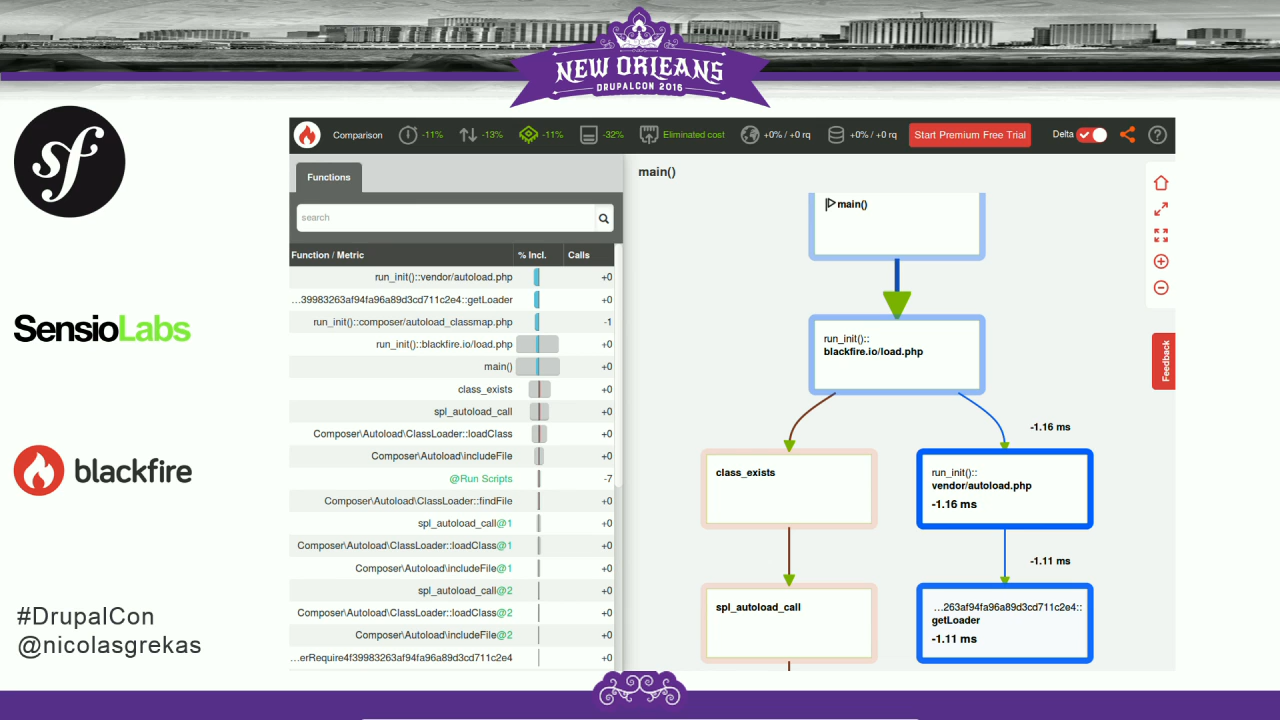 NEW ORLEANS
DRUPALCON 2016
sf
SensioLabs
blackfire
#DrupalCon
@nicolasgrekas
Comparison -11% -13% -11% -32% Eliminated cost +0% / +0 rq +0% / +0 rq Start Premium Free Trial Delta ?
Functions
search
Function / Metric % Incl. Calls
run_init()::vendor/autoload.php +0
…39983263af94fa96a89d3cd711c2e4::getLoader +0
run_init()::composer/autoload_classmap.php -1
run_init()::blackfire.io/load.php +0
main() +0
class_exists +0
spl_autoload_call +0
Composer\Autoload\ClassLoader::loadClass +0
Composer\Autoload\includeFile +0
@Run Scripts -7
Composer\Autoload\ClassLoader::findFile +0
spl_autoload_call@1 +0
Composer\Autoload\ClassLoader::loadClass@1 +0
Composer\Autoload\includeFile@1 +0
spl_autoload_call@2 +0
Composer\Autoload\ClassLoader::loadClass@2 +0
Composer\Autoload\includeFile@2 +0
…erRequire4f39983263af94fa96a89d3cd711c2e4 +0
main()
main()
run_init()::
blackfire.io/load.php
-1.16 ms
class_exists
run_init()::
vendor/autoload.php
-1.16 ms
-1.11 ms
spl_autoload_call
…263af94fa96a89d3cd711c2e4::
getLoader
-1.11 ms
Feedback